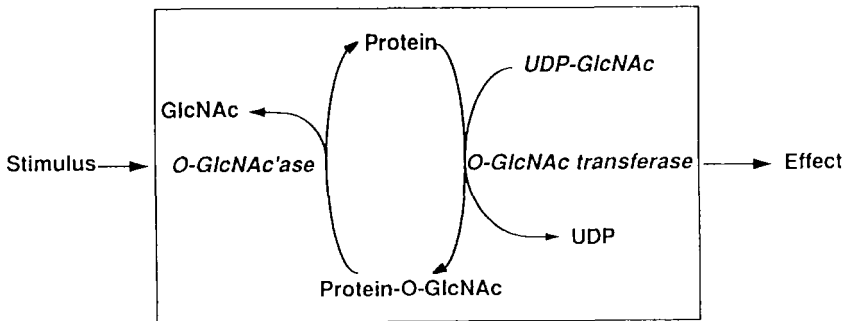 Protein
UDP-GlcNAc
GlcNAc
Stimulus
O-GlcNAc'ase
O-GlcNAc transferase
Effect
UDP
Protein-O-GlcNAc